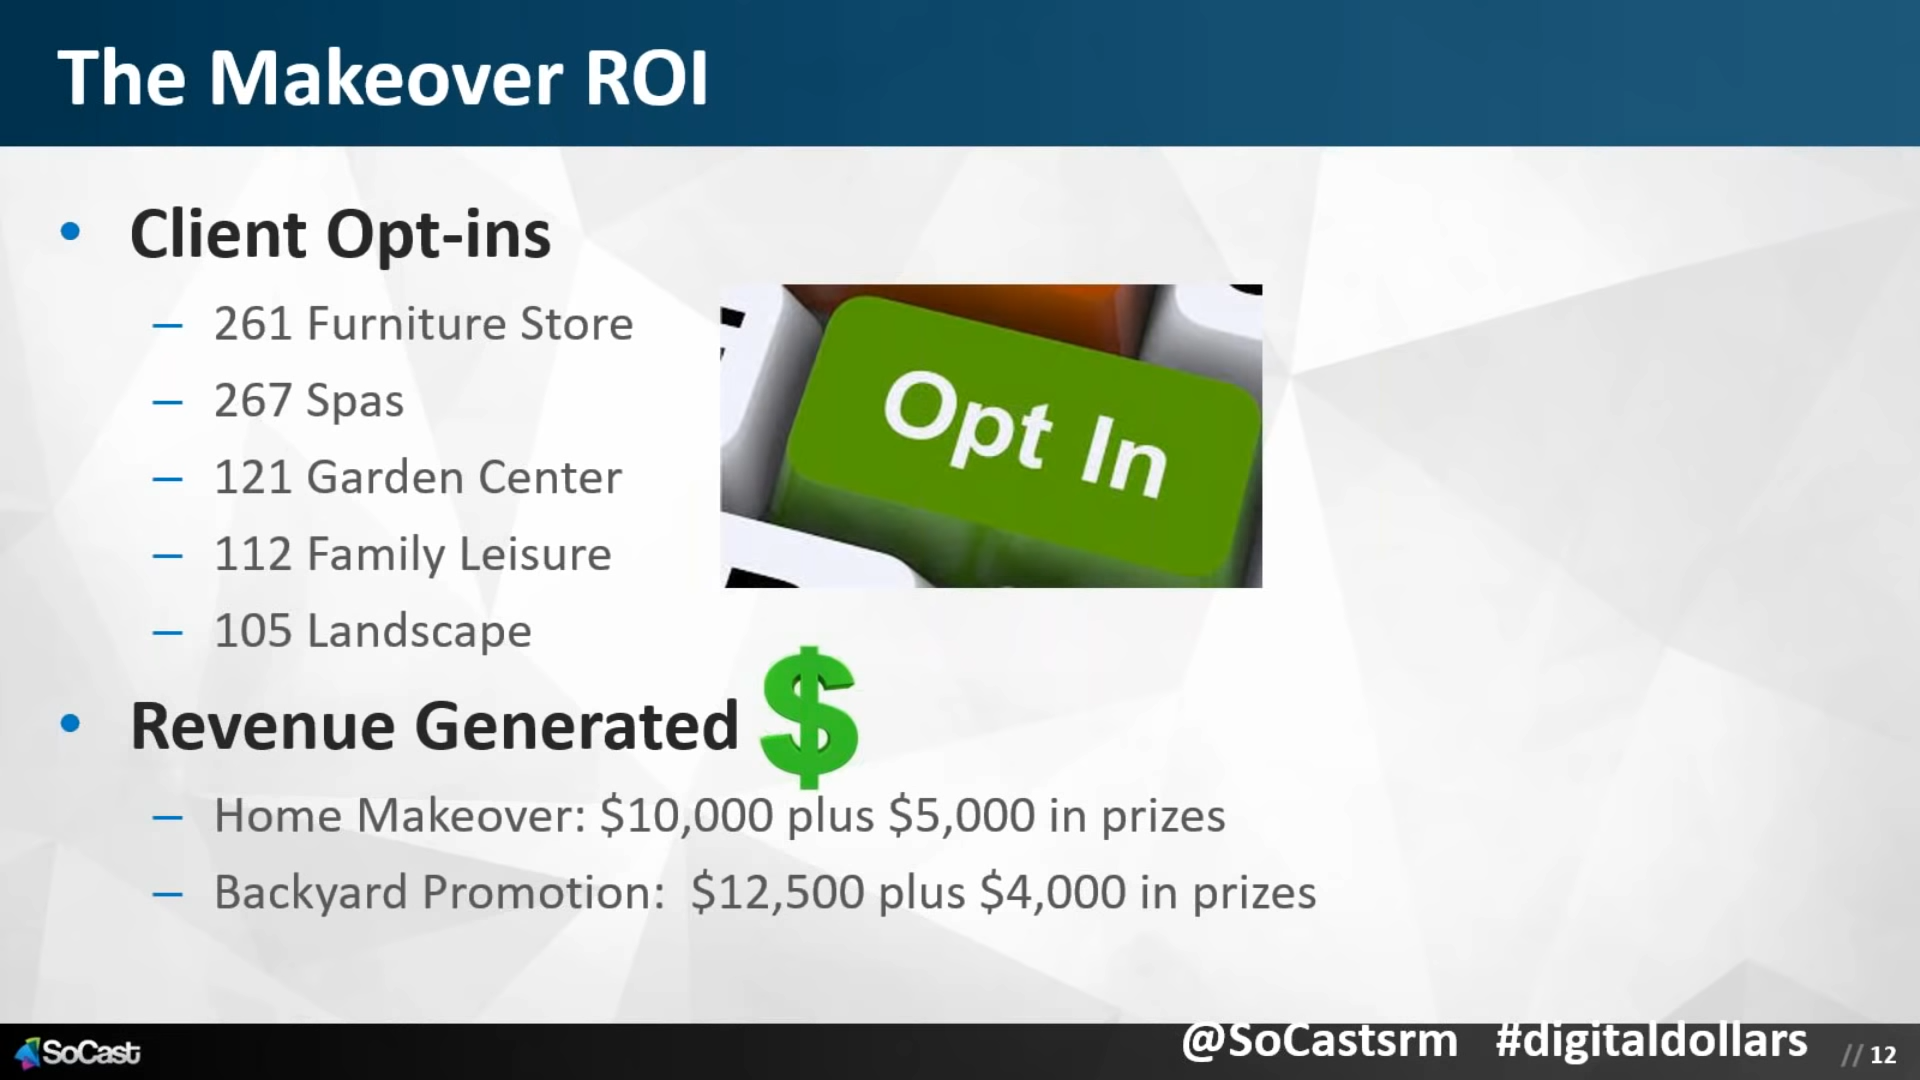 The Makeover ROI
• Client Opt-ins
– 261 Furniture Store
– 267 Spas
– 121 Garden Center
– 112 Family Leisure
– 105 Landscape
Opt In
• Revenue Generated $
– Home Makeover: $10,000 plus $5,000 in prizes
– Backyard Promotion: $12,500 plus $4,000 in prizes
SoCast
@SoCastsrm #digitaldollars
// 12